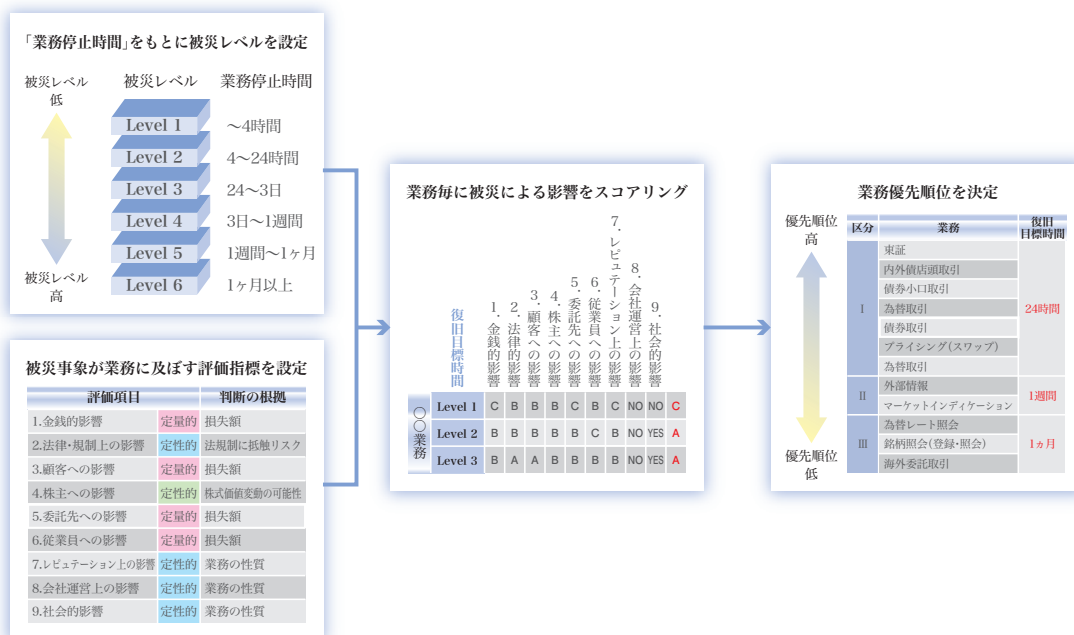 「業務停止時間」をもとに被災レベルを設定
被災レベル
低
被災レベル 業務停止時間
Level 1 ～4時間
Level 2 4～24時間
Level 3 24～3日
Level 4 3日～1週間
Level 5 1週間～1ヶ月
Level 6 1ヶ月以上
被災レベル
高
被災事象が業務に及ぼす評価指標を設定
評価項目 判断の根拠
1.金銭的影響 定量的 損失額
2.法律・規制上の影響 定性的 法規制に抵触リスク
3.顧客への影響 定量的 損失額
4.株主への影響 定性的 株式価値変動の可能性
5.委託先への影響 定量的 損失額
6.従業員への影響 定量的 損失額
7.レピュテーション上の影響 定性的 業務の性質
8.会社運営上の影響 定性的 業務の性質
9.社会的影響 定性的 業務の性質
業務毎に被災による影響をスコアリング
復旧目標時間
1.金銭的影響
2.法律的影響
3.顧客への影響
4.株主への影響
5.委託先への影響
6.従業員への影響
7.レピュテーション上の影響
8.会社運営上の影響
9.社会的影響
〇〇業務
Level 1 C B B B C B C NO NO C
Level 2 B B B B B C B NO YES A
Level 3 B A A B B B B NO YES A
業務優先順位を決定
優先順位
高
優先順位
低
区分 業務 復旧目標時間
I
東証
内外債店頭取引
債券小口取引
為替取引
債券取引
プライシング(スワップ)
為替取引
24時間
II
外部情報
マーケットインディケーション
1週間
III
為替レート照会
銘柄照会(登録・照会)
海外委託取引
1ヵ月